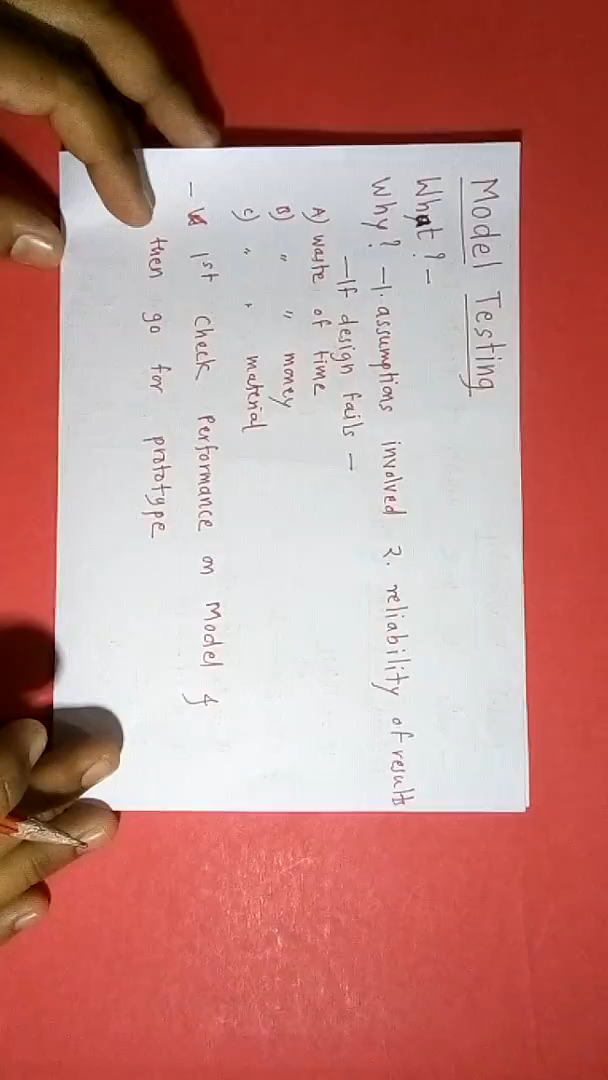 Model Testing
What? -
Why? - 1. assumptions involved 2. reliability of results
- If design fails -
A) waste of time
B) " " money
C) " " material
- 1st check performance on Model &
then go for prototype